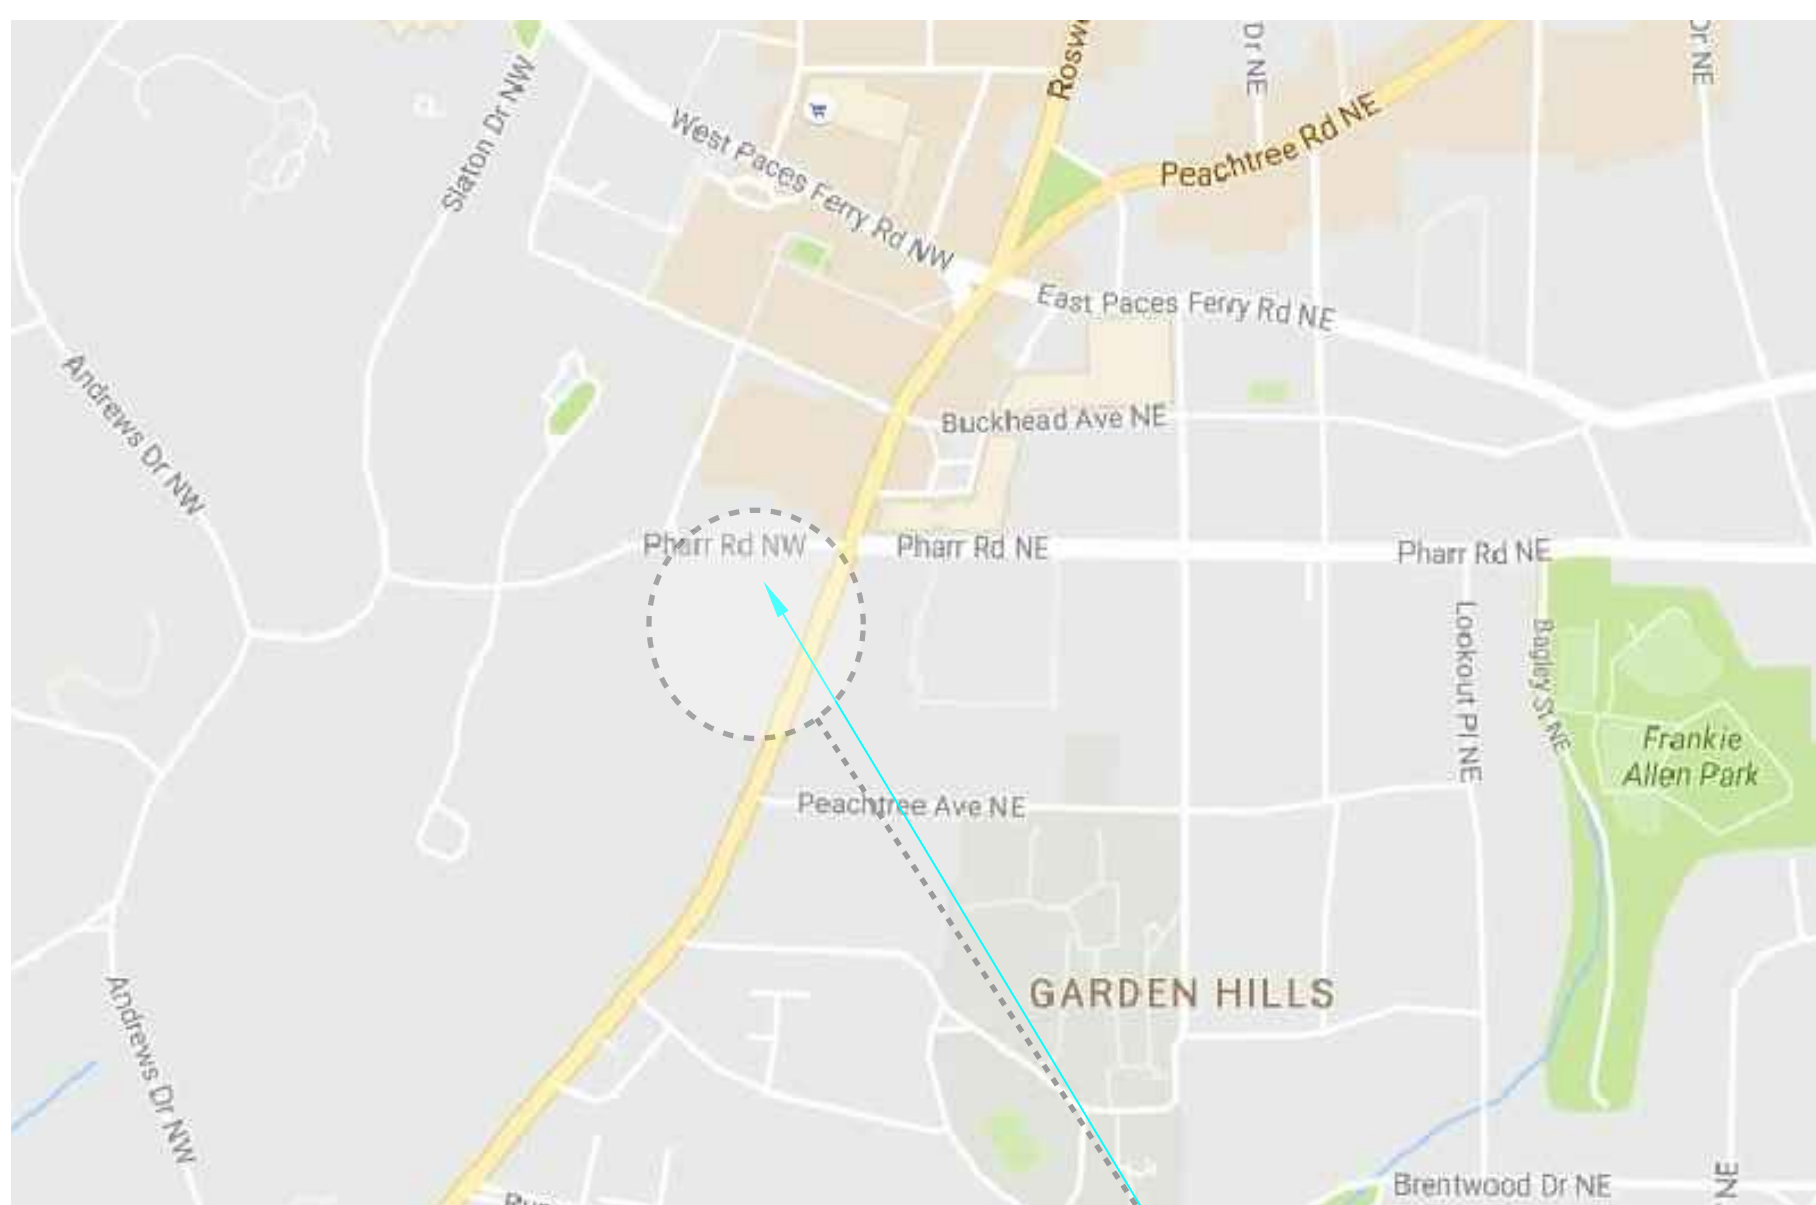 Slaton Dr NW
West Paces Ferry Rd NW
Dr NE
Peachtree Rd NE
Dr NE
East Paces Ferry Rd NE
Andrews Dr NW
Buckhead Ave NE
Pharr Rd NW
Pharr Rd NE
Pharr Rd NE
Lookout Pl NE
Bagley St NE
Frankie
Allen Park
Peachtree Ave NE
GARDEN HILLS
Andrews Dr NW
Brentwood Dr NE
NE